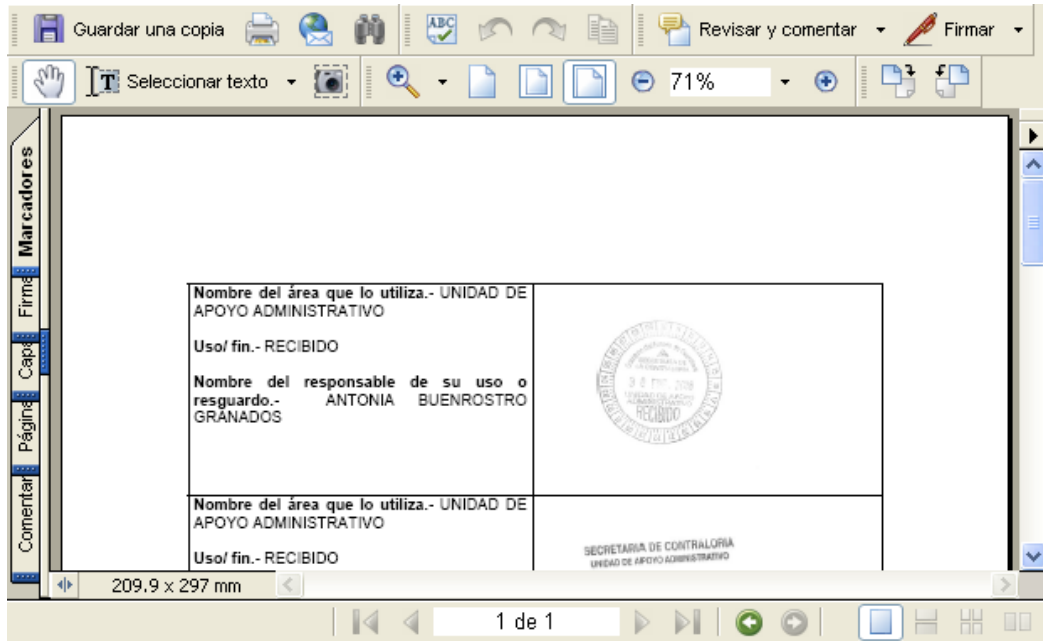 Guardar una copia
ABC
Revisar y comentar
Firmar
Seleccionar texto
71%
Marcadores
Firma
Capa
Página
Comentar
Nombre del área que lo utiliza.- UNIDAD DE
APOYO ADMINISTRATIVO
Uso/ fin.- RECIBIDO
Nombre del responsable de su uso o
resguardo.- ANTONIA BUENROSTRO
GRANADOS
RECIBIDO
Nombre del área que lo utiliza.- UNIDAD DE
APOYO ADMINISTRATIVO
Uso/ fin.- RECIBIDO
SECRETARIA DE CONTRALORIA
UNIDAD DE APOYO ADMINISTRATIVO
209.9 x 297 mm
1 de 1